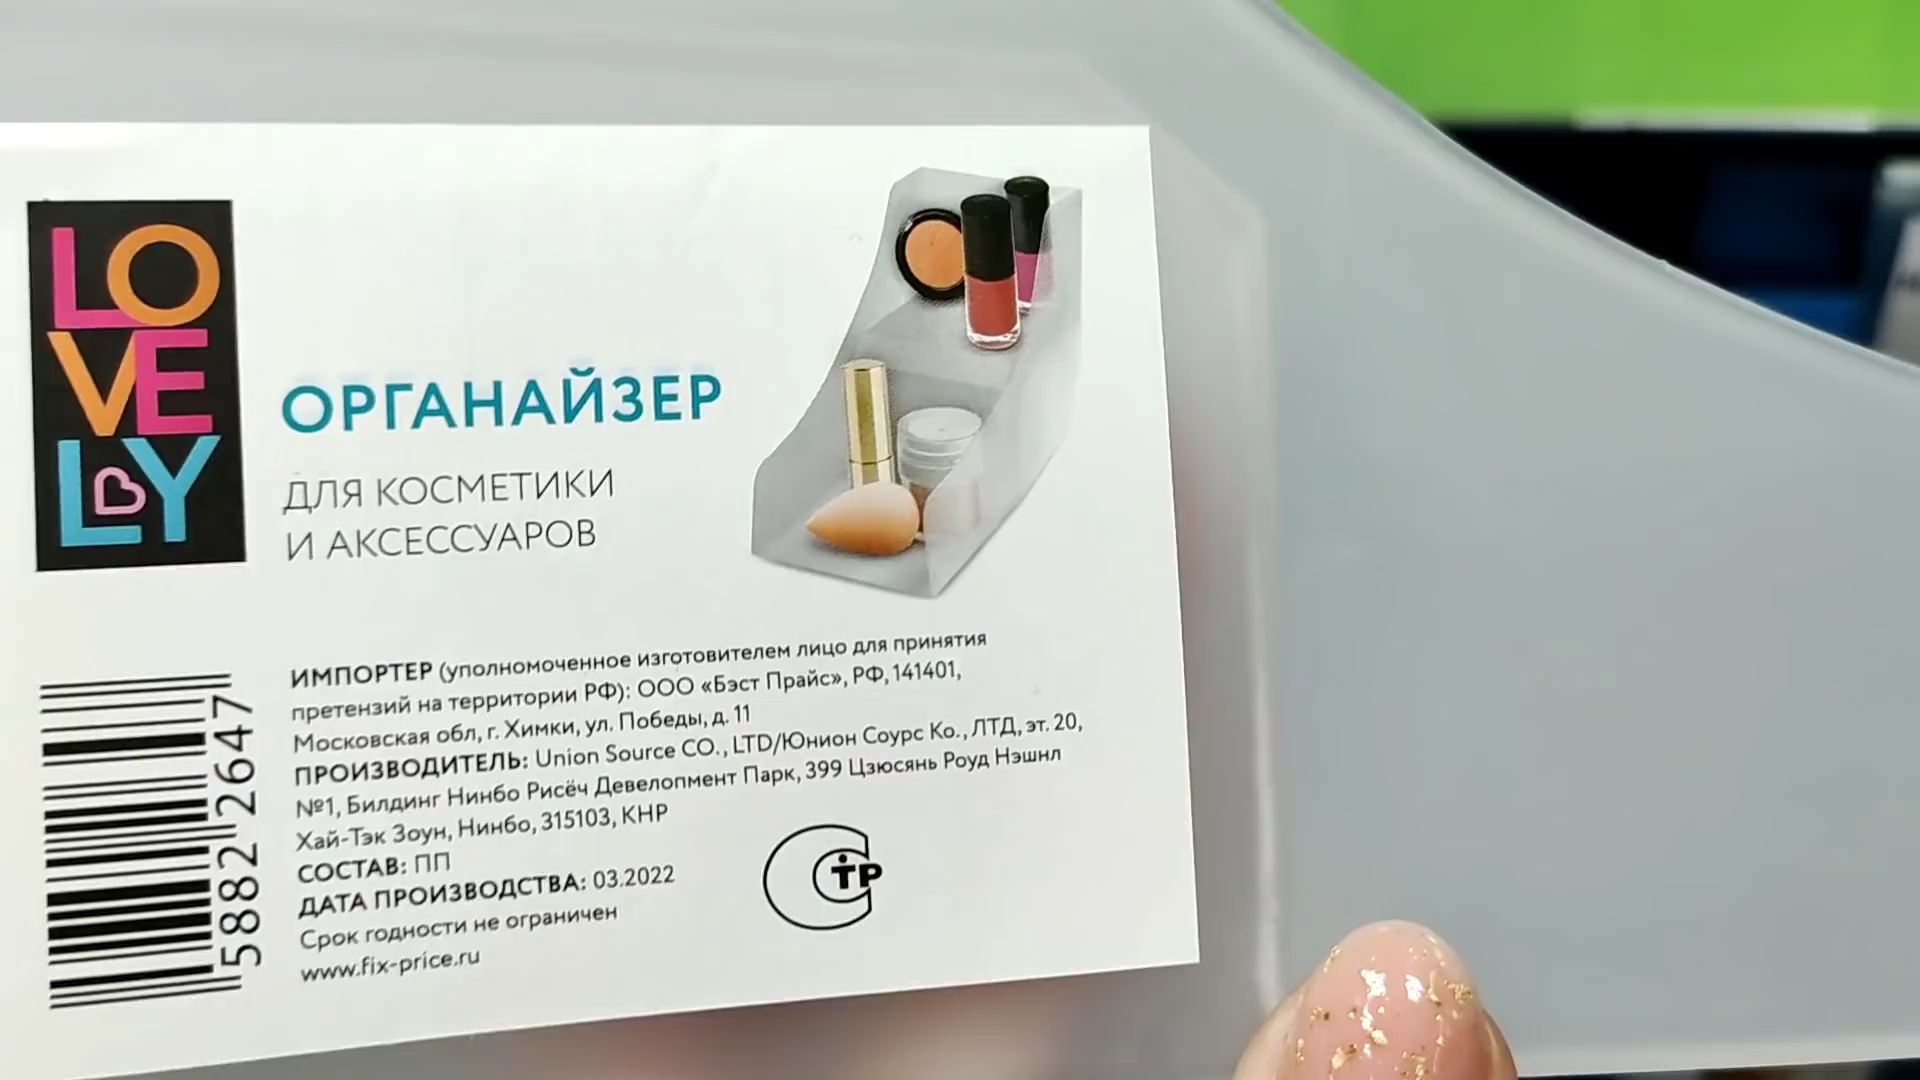 LO
VE
LY
ОРГАНАЙЗЕР
ДЛЯ КОСМЕТИКИ
И АКСЕССУАРОВ
ИМПОРТЕР (уполномоченное изготовителем лицо для принятия
претензий на территории РФ): ООО «Бэст Прайс», РФ, 141401,
Московская обл, г. Химки, ул. Победы, д. 11
ПРОИЗВОДИТЕЛЬ: Union Source CO., LTD/Юнион Соурс Ко., ЛТД, эт. 20,
№1, Билдинг Нинбо Рисёч Девелопмент Парк, 399 Цзюсянь Роуд Нэшнл
Хай-Тэк Зоун, Нинбо, 315103, КНР
СОСТАВ: ПП
ДАТА ПРОИЗВОДСТВА: 03.2022
Срок годности не ограничен
www.fix-price.ru
5882 2647
СТР